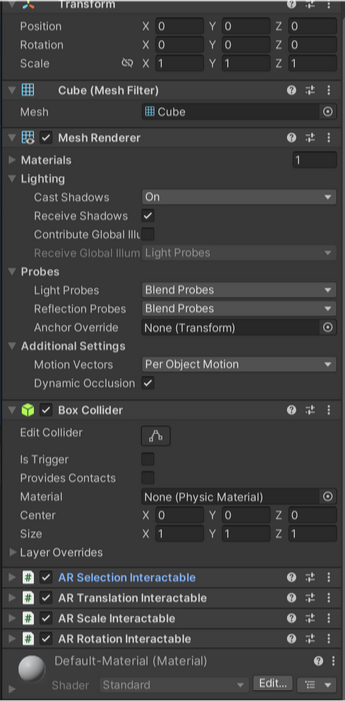 Transform
Position X 0 Y 0 Z 0
Rotation X 0 Y 0 Z 0
Scale X 1 Y 1 Z 1
Cube (Mesh Filter)
Mesh Cube
Mesh Renderer
Materials 1
Lighting
Cast Shadows On
Receive Shadows
Contribute Global Illu
Receive Global Illum Light Probes
Probes
Light Probes Blend Probes
Reflection Probes Blend Probes
Anchor Override None (Transform)
Additional Settings
Motion Vectors Per Object Motion
Dynamic Occlusion
Box Collider
Edit Collider
Is Trigger
Provides Contacts
Material None (Physic Material)
Center X 0 Y 0 Z 0
Size X 1 Y 1 Z 1
Layer Overrides
# AR Selection Interactable
# AR Translation Interactable
# AR Scale Interactable
# AR Rotation Interactable
Default-Material (Material)
Shader Standard Edit...